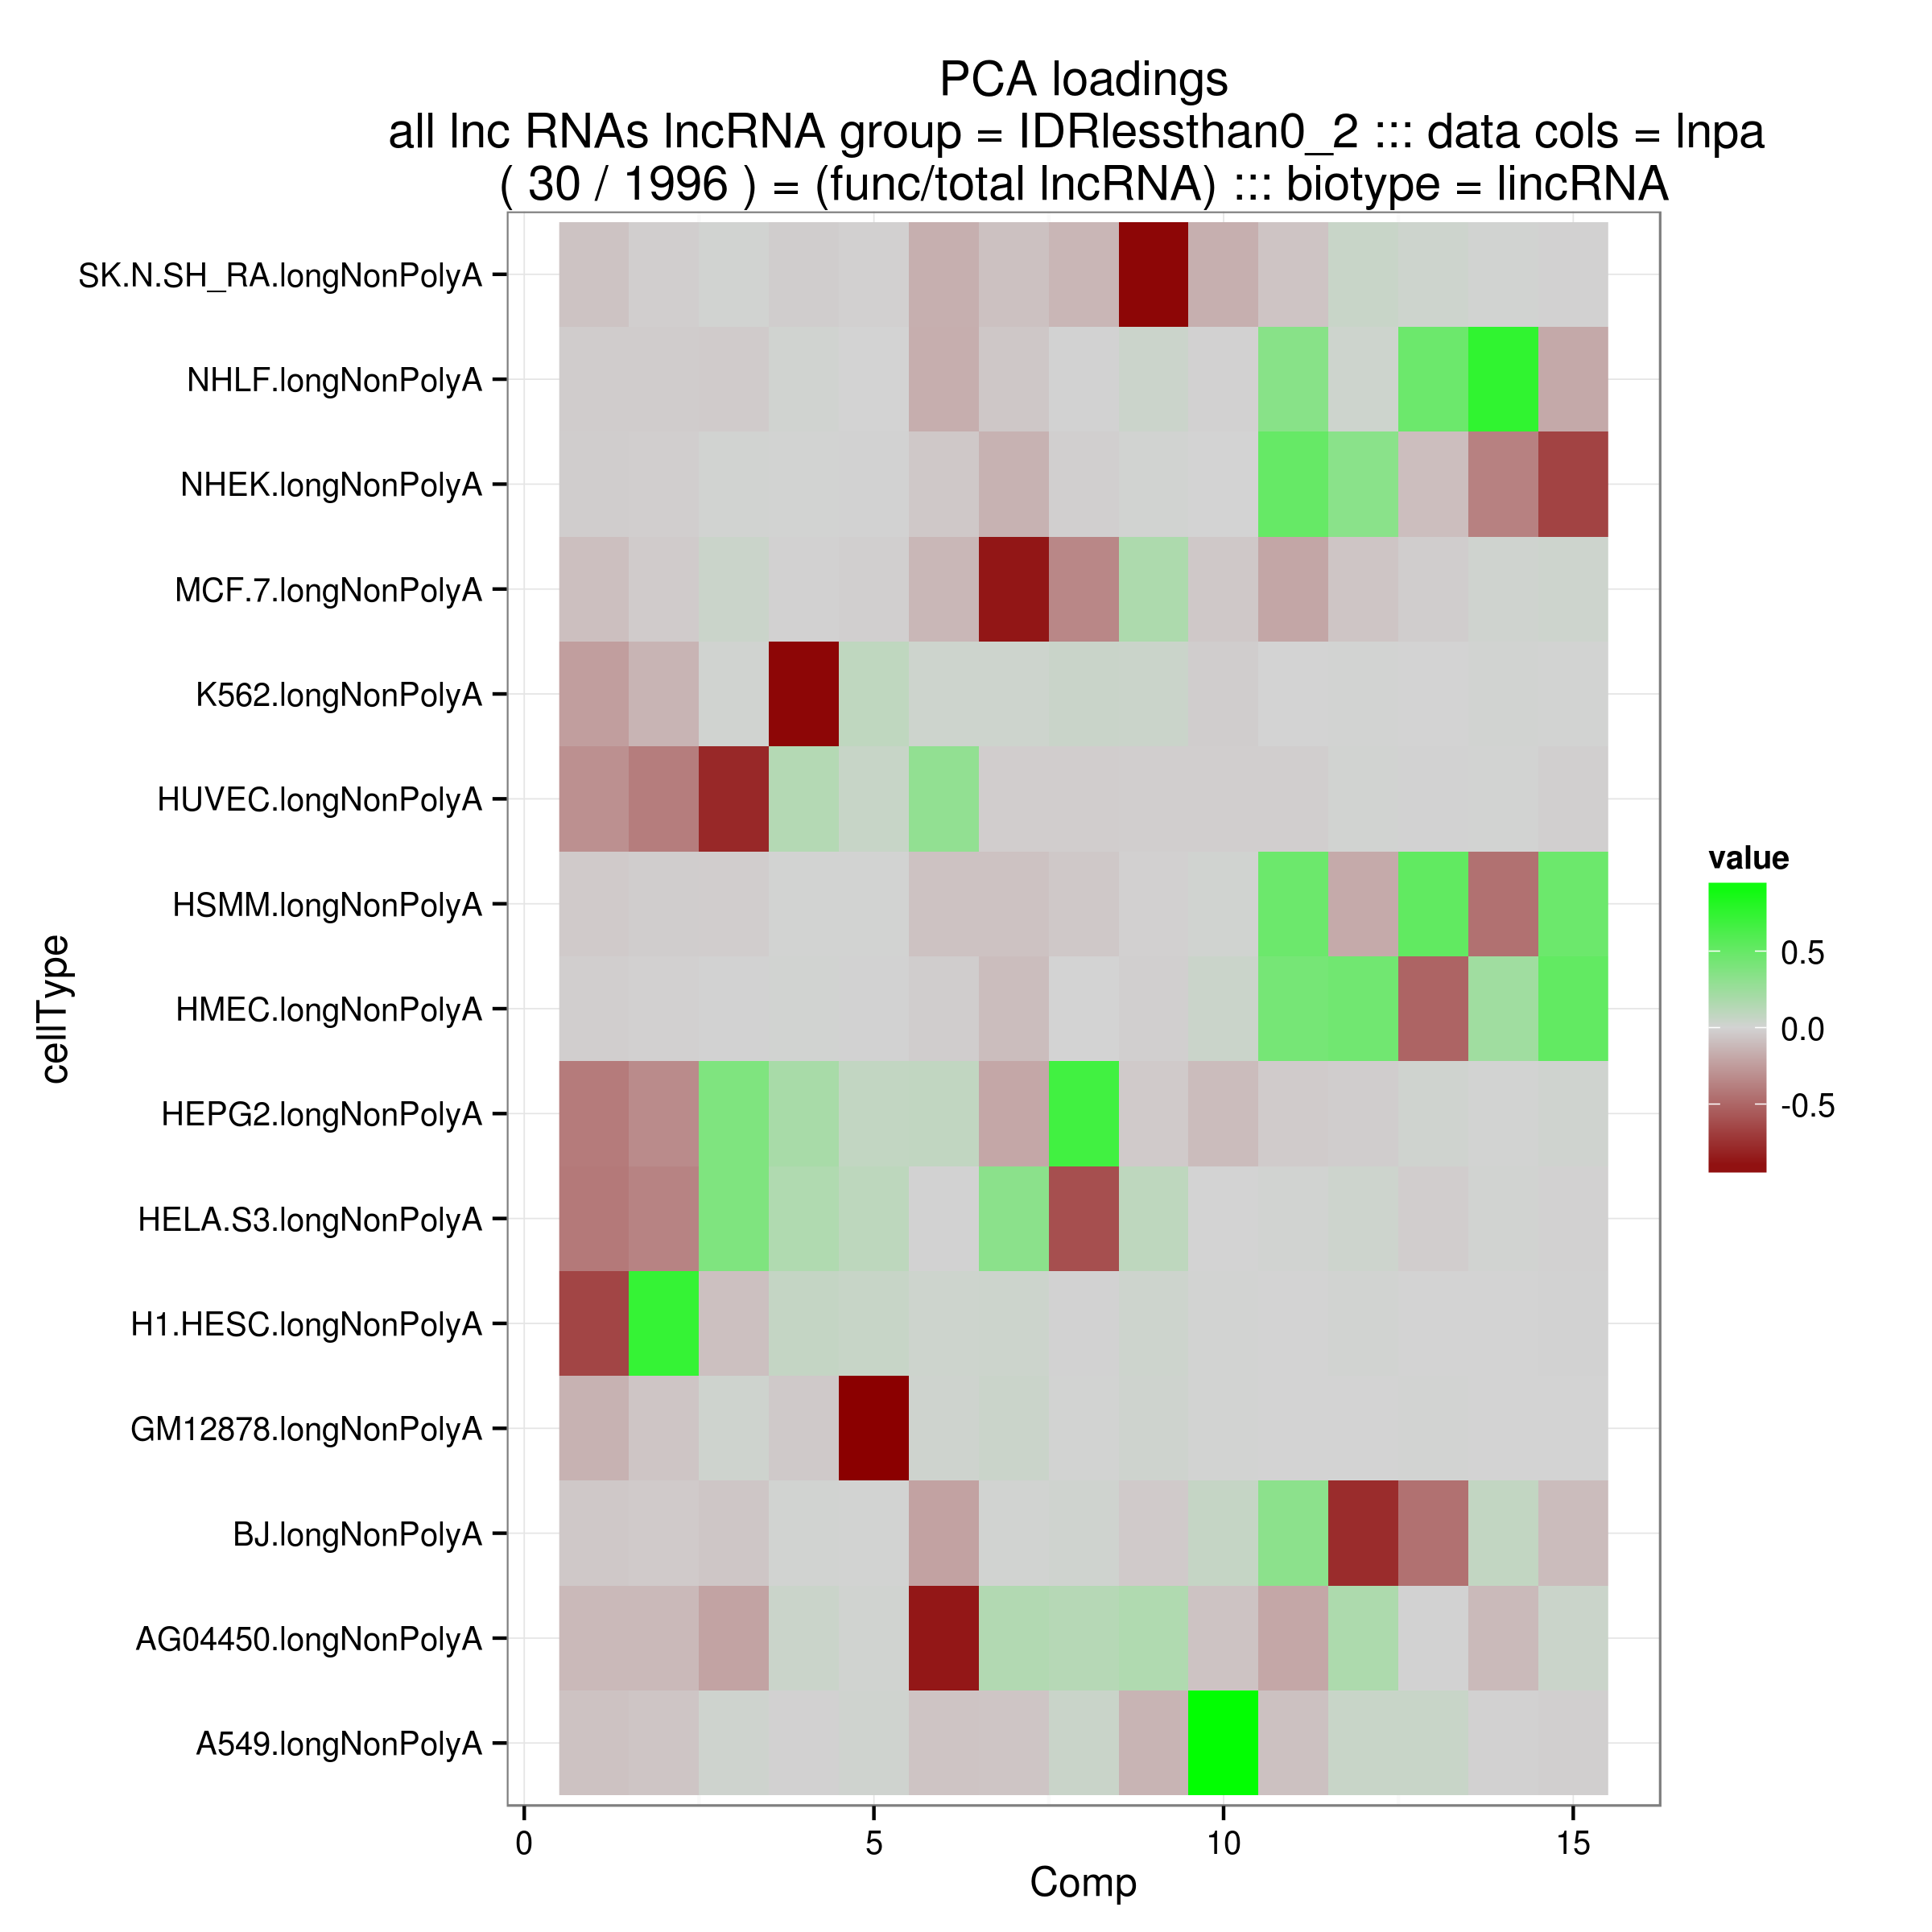 PCA loadings
all lnc RNAs lncRNA group = IDRlessthan0_2 ::: data cols = lnpa
( 30 / 1996 ) = (func/total lncRNA) ::: biotype = lincRNA
cellType
SK.N.SH_RA.longNonPolyA
NHLF.longNonPolyA
NHEK.longNonPolyA
MCF.7.longNonPolyA
K562.longNonPolyA
HUVEC.longNonPolyA
HSMM.longNonPolyA
HMEC.longNonPolyA
HEPG2.longNonPolyA
HELA.S3.longNonPolyA
H1.HESC.longNonPolyA
GM12878.longNonPolyA
BJ.longNonPolyA
AG04450.longNonPolyA
A549.longNonPolyA
0 5 10 15
Comp
value
0.5
0.0
-0.5